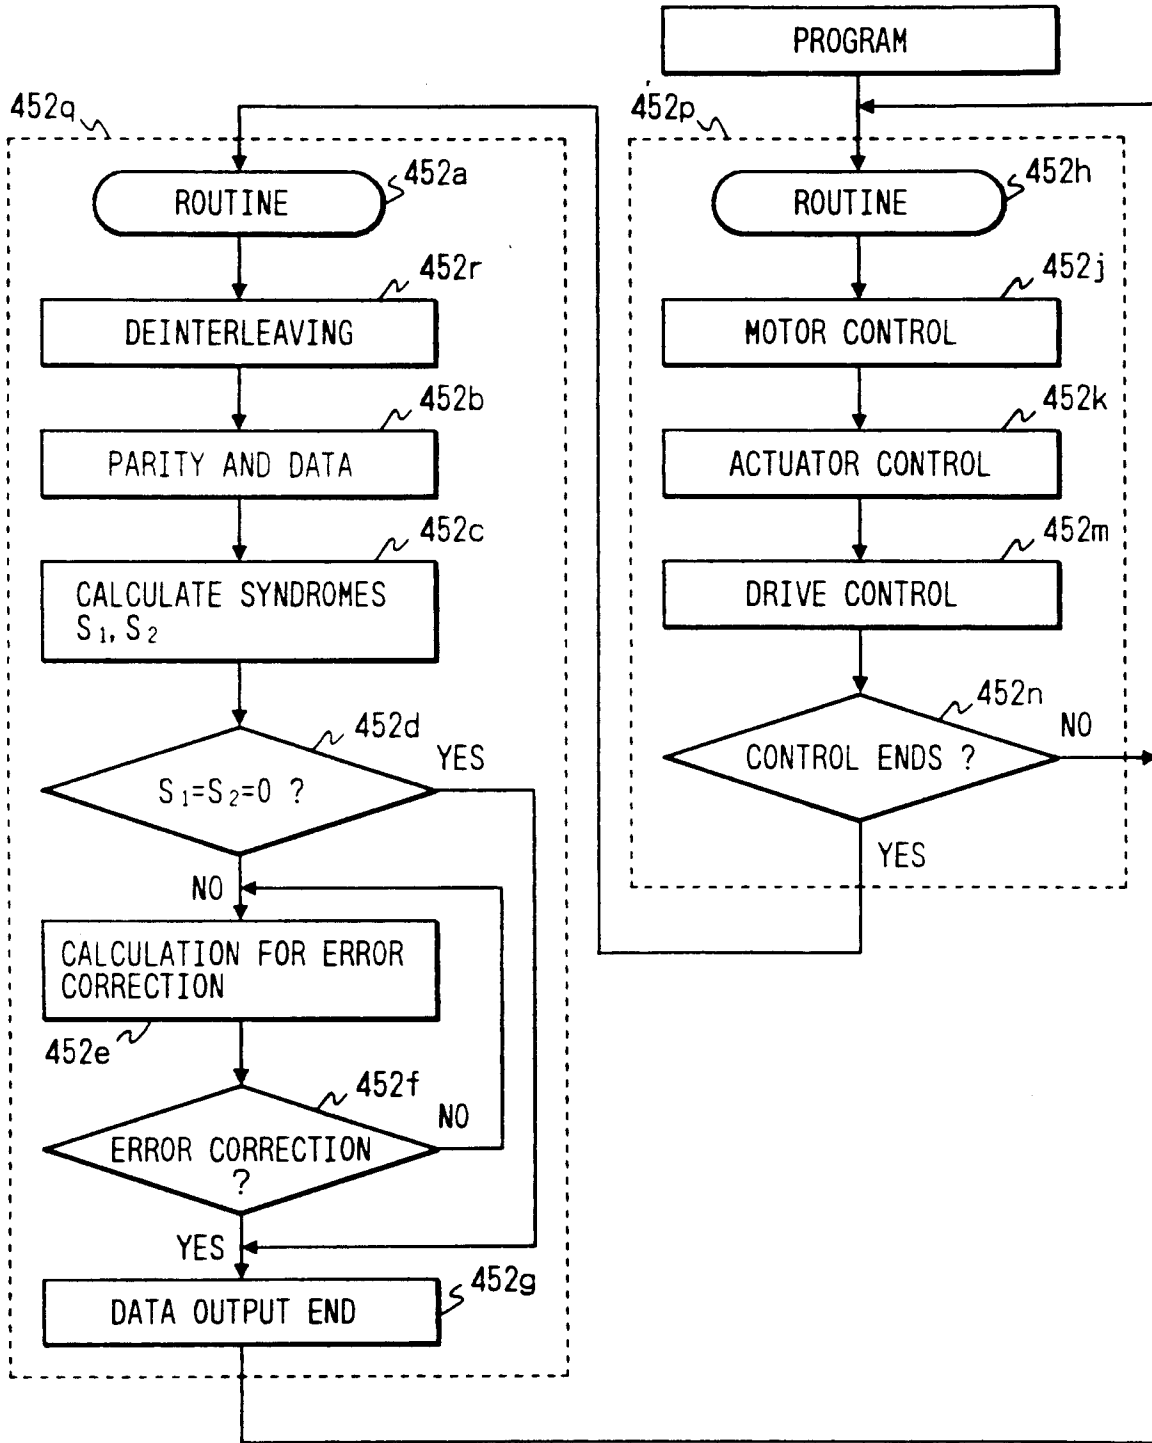 PROGRAM
452q
452p
ROUTINE
452a
ROUTINE
452h
452r
DEINTERLEAVING
452j
MOTOR CONTROL
452b
PARITY AND DATA
452k
ACTUATOR CONTROL
452c
CALCULATE SYNDROMES
S₁, S₂
452m
DRIVE CONTROL
452d
YES
S₁=S₂=0 ?
452n
NO
CONTROL ENDS ?
YES
NO
CALCULATION FOR ERROR
CORRECTION
452e
452f
NO
ERROR CORRECTION
?
YES
452g
DATA OUTPUT END